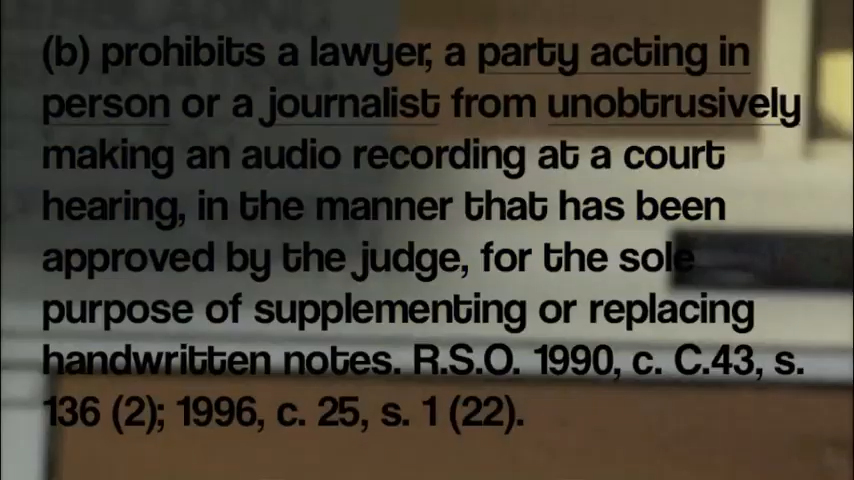 (b) prohibits a lawyer, a party acting in
person or a journalist from unobtrusively
making an audio recording at a court
hearing, in the manner that has been
approved by the judge, for the sole
purpose of supplementing or replacing
handwritten notes. R.S.O. 1990, c. C.43, s.
136 (2); 1996, c. 25, s. 1 (22).